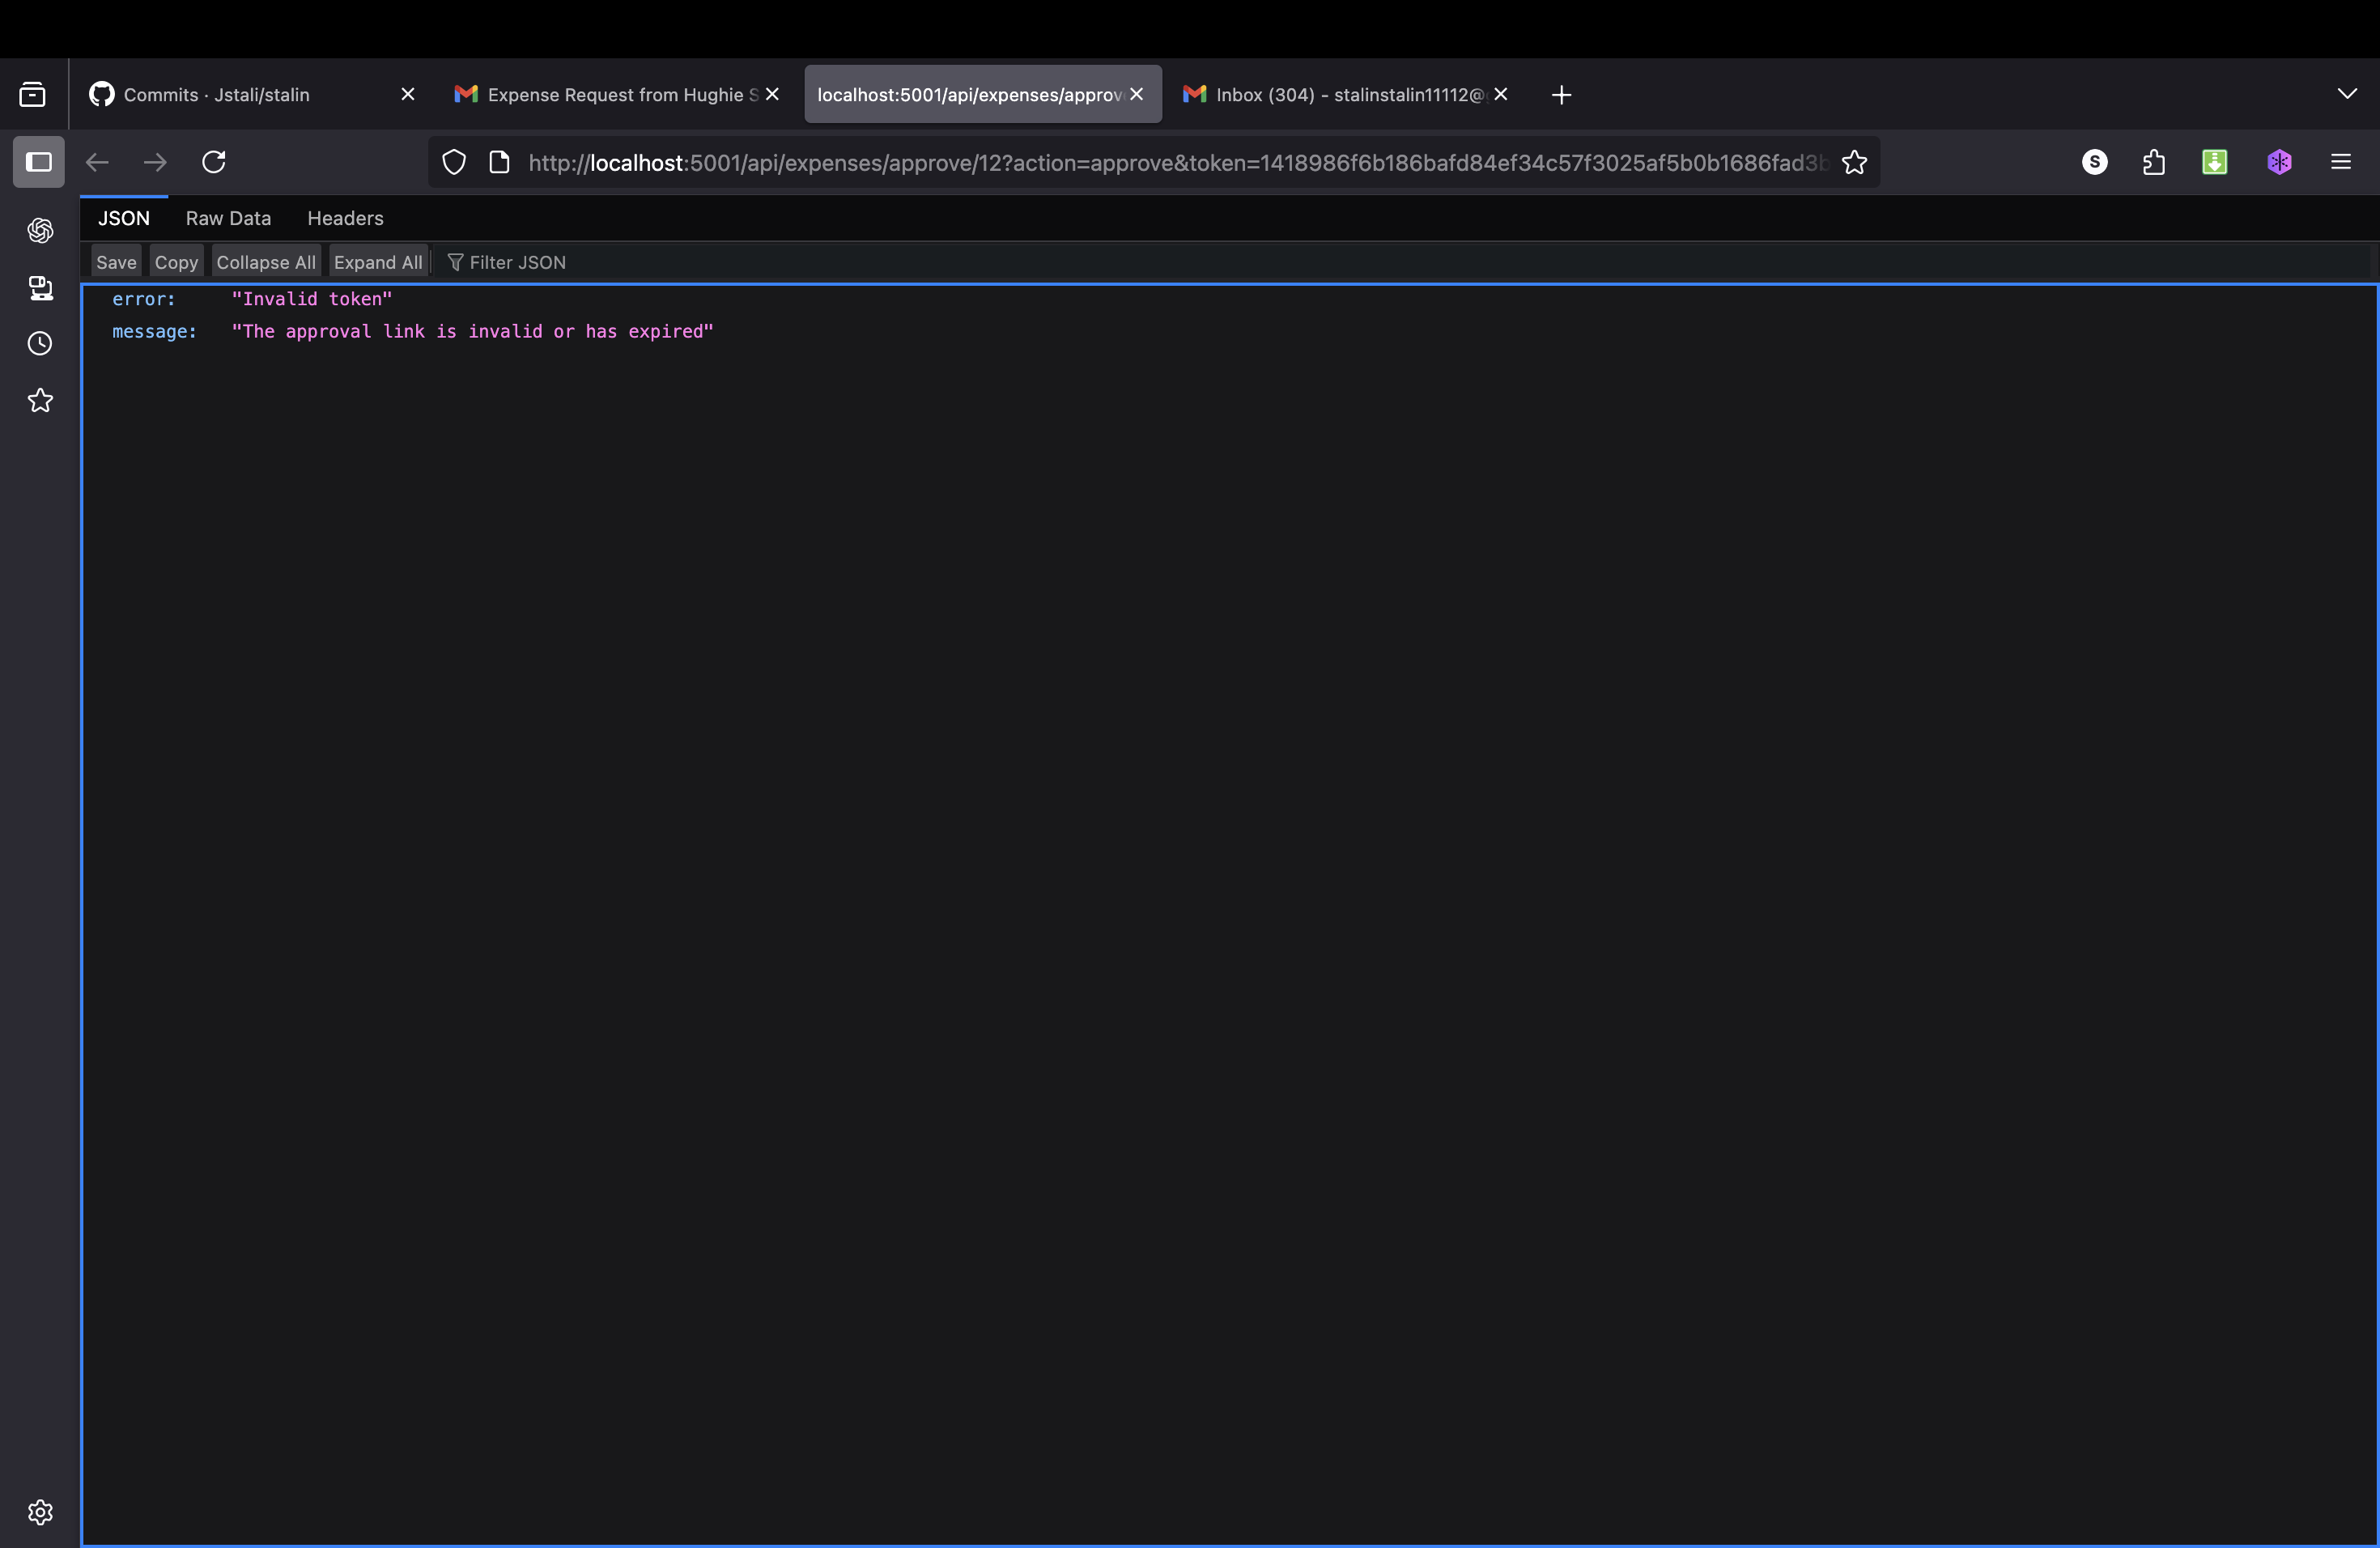 Commits · Jstali/stalin
Expense Request from Hughie S
localhost:5001/api/expenses/approv
Inbox (304) - stalinstalin11112@
http://localhost:5001/api/expenses/approve/12?action=approve&token=1418986f6b186bafd84ef34c57f3025af5b0b1686fad3b
S
JSON Raw Data Headers
Save Copy Collapse All Expand All Filter JSON
error: "Invalid token"
message: "The approval link is invalid or has expired"